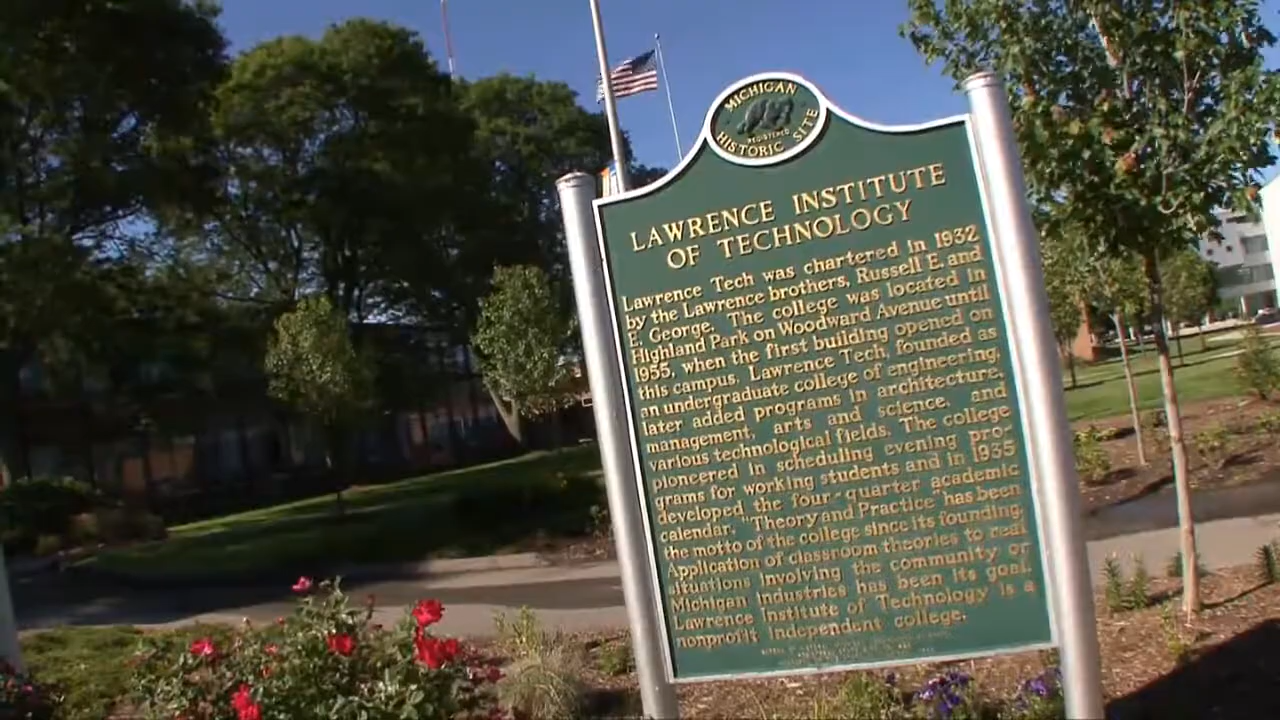 MICHIGAN
REGISTERED
HISTORIC SITE
LAWRENCE INSTITUTE
OF TECHNOLOGY
Lawrence Tech was chartered in 1932
by the Lawrence brothers, Russell E. and
E. George. The college was located in
Highland Park on Woodward Avenue until
1955, when the first building opened on
this campus. Lawrence Tech, founded as
an undergraduate college of engineering,
later added programs in architecture,
management, arts and science, and
various technological fields. The college
pioneered in scheduling evening pro-
grams for working students and in 1935
developed the four-quarter academic
calendar. "Theory and Practice" has been
the motto of the college since its founding.
Application of classroom theories to real
situations involving the community or
Michigan industries has been its goal.
Lawrence Institute of Technology is a
nonprofit independent college.